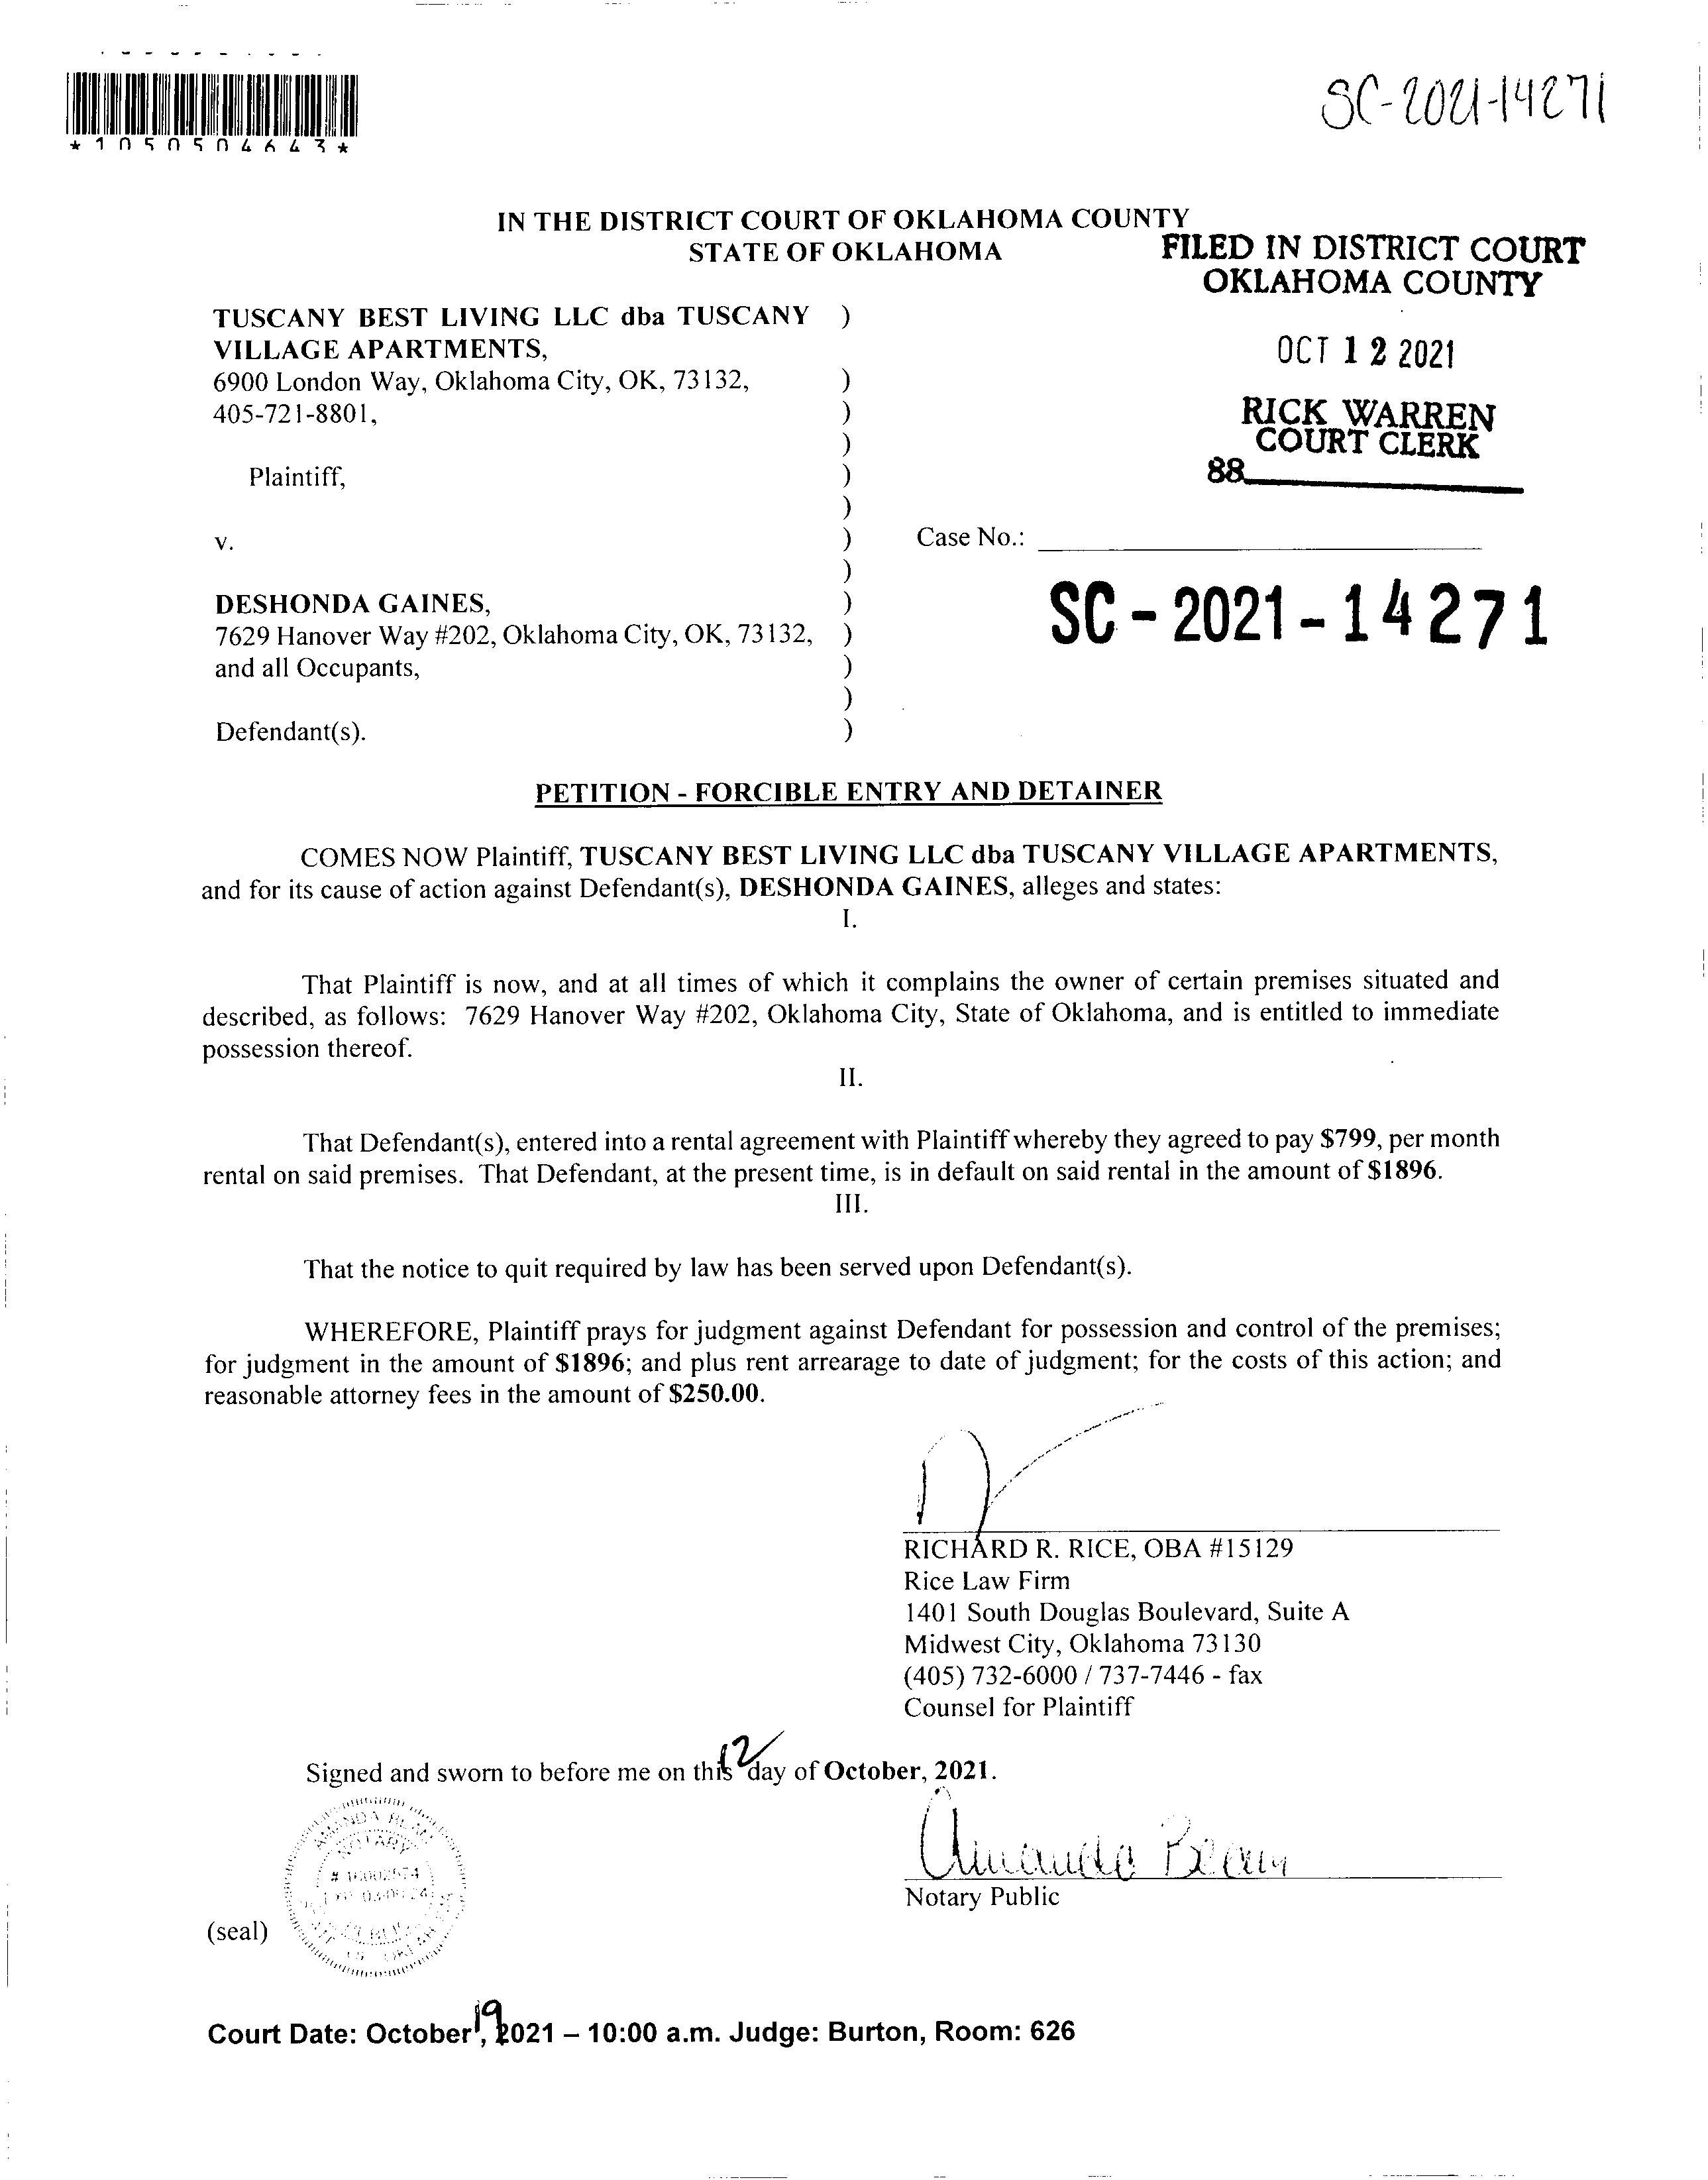 *1050504643*
SC-2021-14271
IN THE DISTRICT COURT OF OKLAHOMA COUNTY
STATE OF OKLAHOMA
FILED IN DISTRICT COURT
OKLAHOMA COUNTY
OCT 12 2021
RICK WARREN
COURT CLERK
88
TUSCANY BEST LIVING LLC dba TUSCANY )
VILLAGE APARTMENTS,
6900 London Way, Oklahoma City, OK, 73132, )
405-721-8801, )
)
Plaintiff, )
)
v. ) Case No.:
)
SC-2021-14271
DESHONDA GAINES, )
7629 Hanover Way #202, Oklahoma City, OK, 73132, )
and all Occupants, )
)
Defendant(s). )
PETITION - FORCIBLE ENTRY AND DETAINER
COMES NOW Plaintiff, TUSCANY BEST LIVING LLC dba TUSCANY VILLAGE APARTMENTS,
and for its cause of action against Defendant(s), DESHONDA GAINES, alleges and states:
I.
That Plaintiff is now, and at all times of which it complains the owner of certain premises situated and
described, as follows: 7629 Hanover Way #202, Oklahoma City, State of Oklahoma, and is entitled to immediate
possession thereof.
II.
That Defendant(s), entered into a rental agreement with Plaintiff whereby they agreed to pay $799, per month
rental on said premises. That Defendant, at the present time, is in default on said rental in the amount of $1896.
III.
That the notice to quit required by law has been served upon Defendant(s).
WHEREFORE, Plaintiff prays for judgment against Defendant for possession and control of the premises;
for judgment in the amount of $1896; and plus rent arrearage to date of judgment; for the costs of this action; and
reasonable attorney fees in the amount of $250.00.
RICHARD R. RICE, OBA #15129
Rice Law Firm
1401 South Douglas Boulevard, Suite A
Midwest City, Oklahoma 73130
(405) 732-6000 / 737-7446 - fax
Counsel for Plaintiff
Signed and sworn to before me on this 12 day of October, 2021.
AMANDA
NOTARY
Amanda Beam
Notary Public
(seal)
Court Date: October 19, 2021 – 10:00 a.m. Judge: Burton, Room: 626